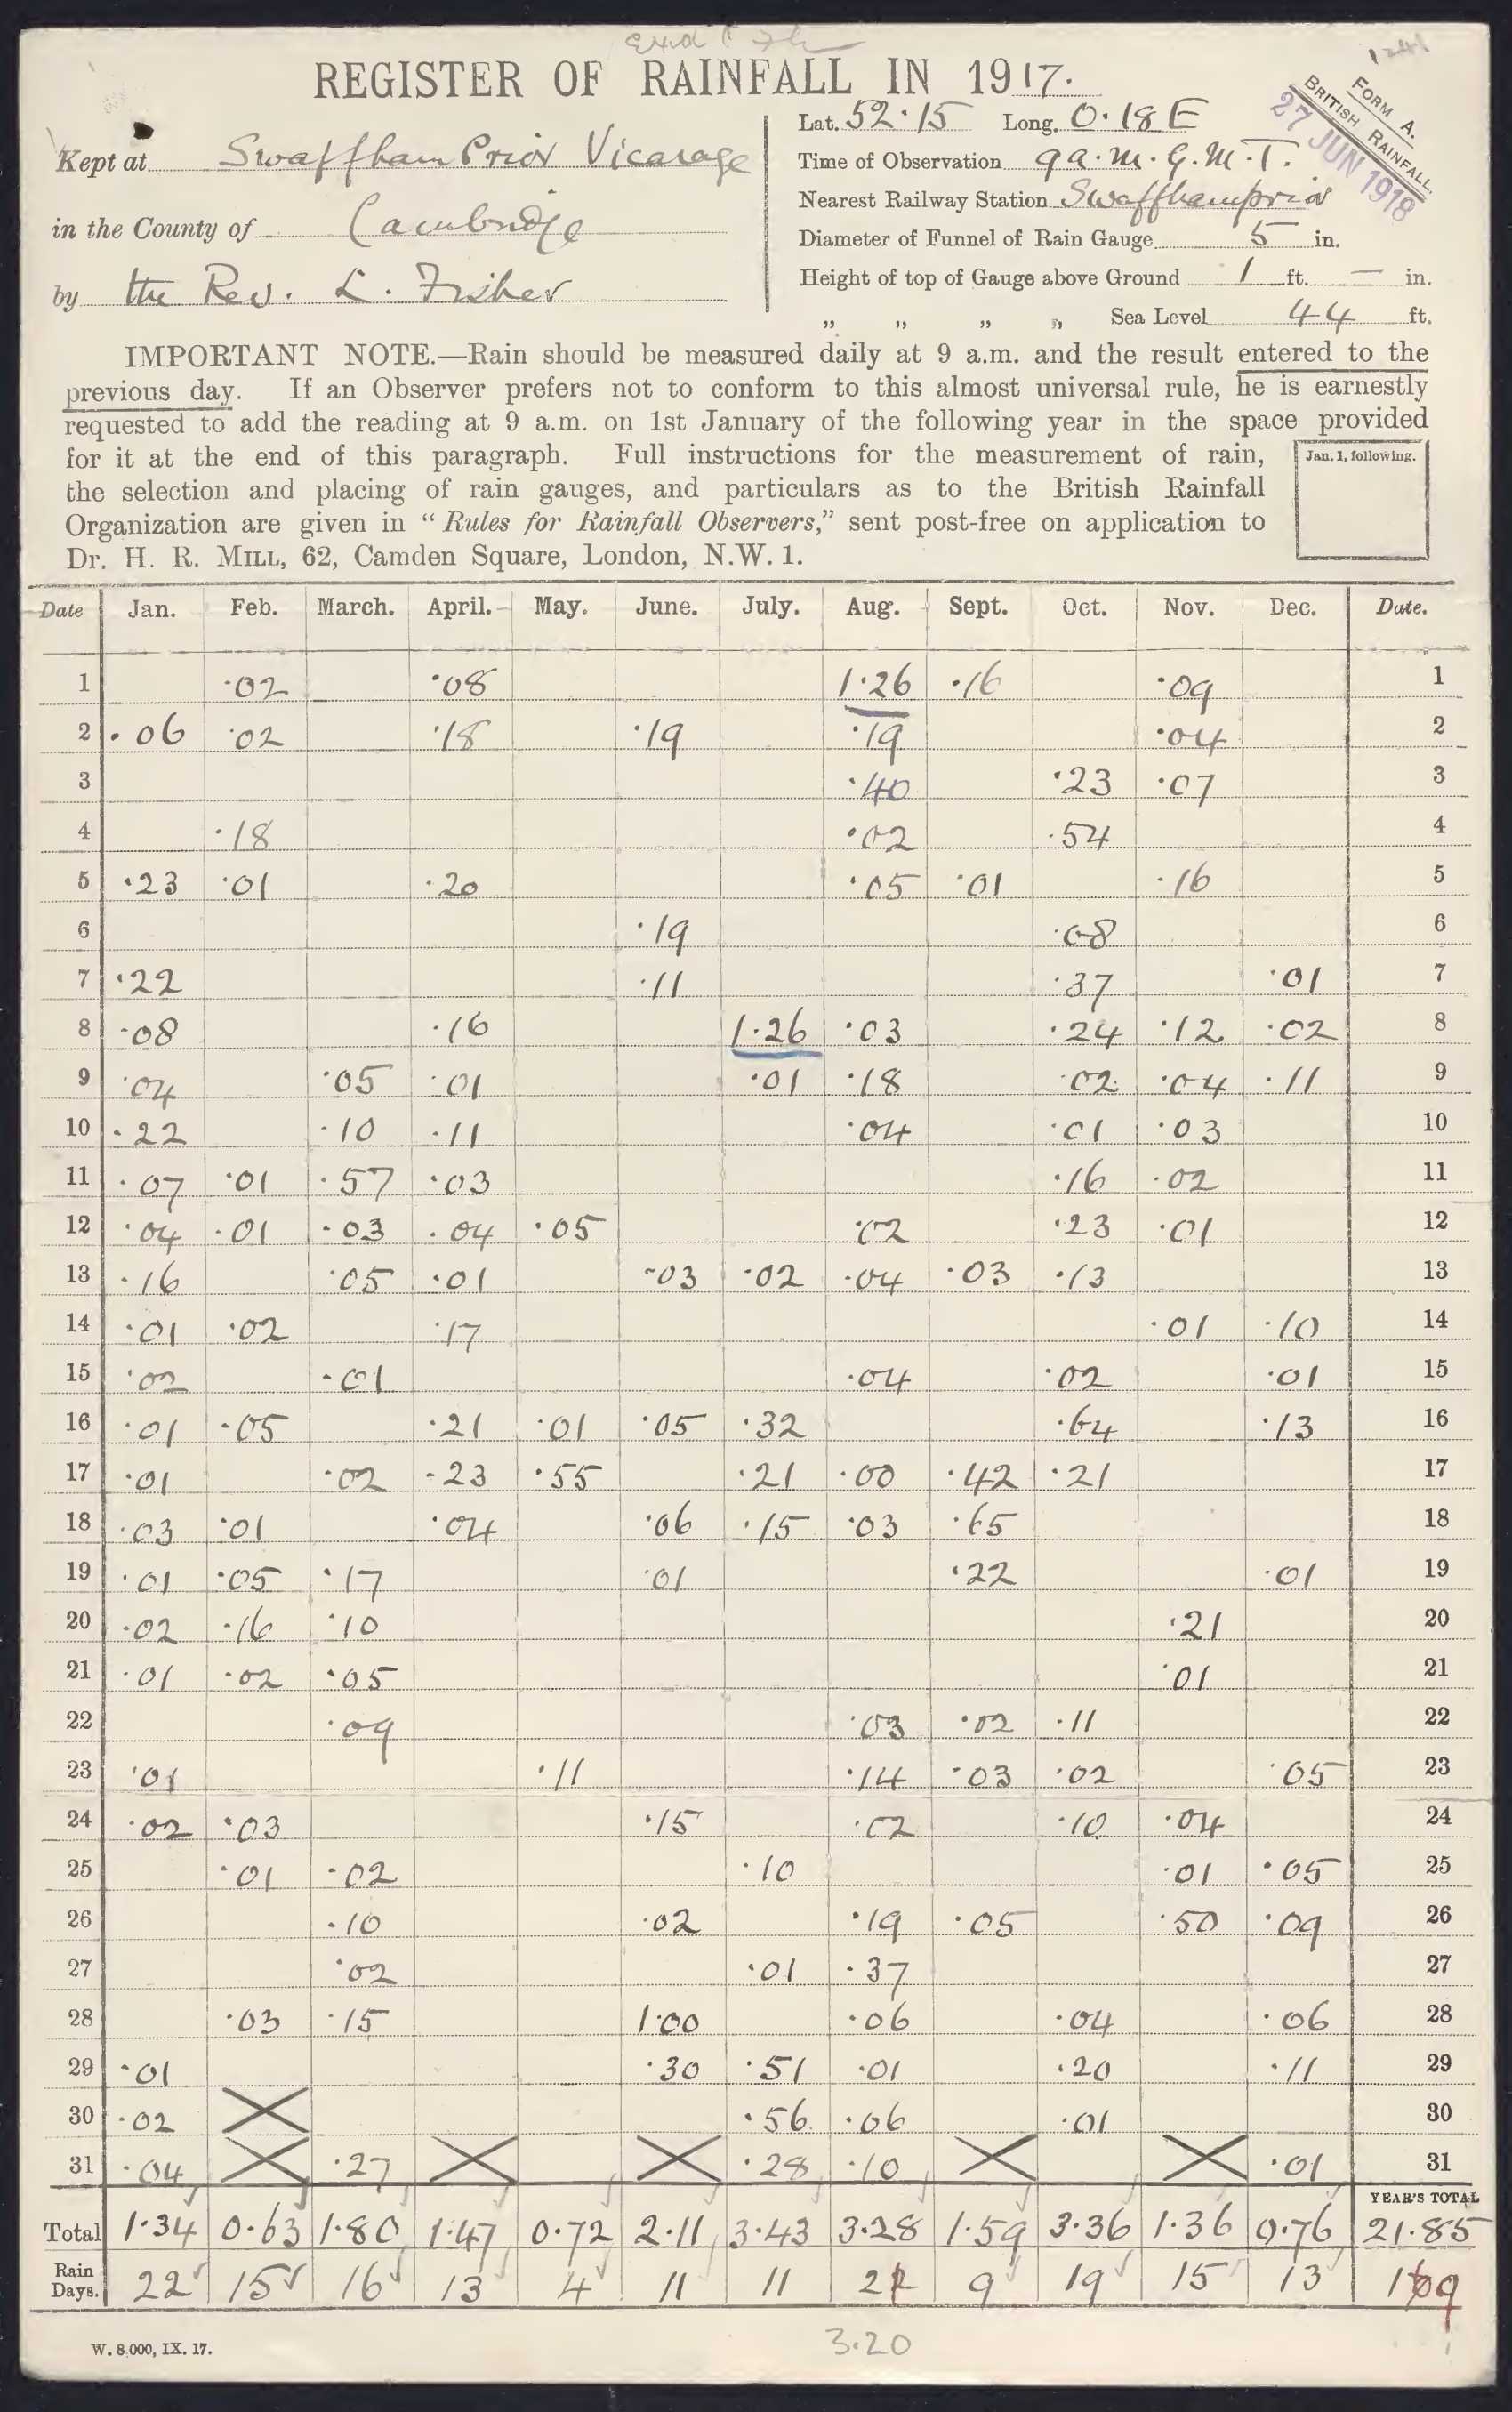 REGISTER OF RAINFALL IN 1917.
FORM A.
BRITISH RAINFALL.
27 JUN 1918
Kept at Swaffham Prior Vicarage
in the County of Cambridge
by the Rev. L. Fisher
Lat. 52·15 Long. 0·18 E
Time of Observation 9 a.m. G.M.T.
Nearest Railway Station Swaffhamprior
Diameter of Funnel of Rain Gauge 5 in.
Height of top of Gauge above Ground 1 ft. — in.
" " " " Sea Level 44 ft.
IMPORTANT NOTE.—Rain should be measured daily at 9 a.m. and the result entered to the
previous day. If an Observer prefers not to conform to this almost universal rule, he is earnestly
requested to add the reading at 9 a.m. on 1st January of the following year in the space provided
for it at the end of this paragraph. Full instructions for the measurement of rain,
the selection and placing of rain gauges, and particulars as to the British Rainfall
Organization are given in "Rules for Rainfall Observers," sent post-free on application to
Dr. H. R. MILL, 62, Camden Square, London, N.W. 1.
Jan. 1, following.
Date Jan. Feb. March. April. May. June. July. Aug. Sept. Oct. Nov. Dec. Date.
1 ·02 ·08 1·26 ·16 ·09 1
2 ·06 ·02 ·18 ·19 ·19 ·04 2
3 ·40 ·23 ·07 3
4 ·18 ·02 ·54 4
5 ·23 ·01 ·20 ·05 ·01 ·16 5
6 ·19 ·08 6
7 ·22 ·11 ·37 ·01 7
8 ·08 ·16 1·26 ·03 ·24 ·12 ·02 8
9 ·04 ·05 ·01 ·01 ·18 ·02 ·04 ·11 9
10 ·22 ·10 ·11 ·04 ·01 ·03 10
11 ·07 ·01 ·57 ·03 ·16 ·02 11
12 ·04 ·01 ·03 ·04 ·05 ·02 ·23 ·01 12
13 ·16 ·05 ·01 ·03 ·02 ·04 ·03 ·13 13
14 ·01 ·02 ·17 ·01 ·10 14
15 ·02 ·01 ·04 ·02 ·01 15
16 ·01 ·05 ·21 ·01 ·05 ·32 ·64 ·13 16
17 ·01 ·02 ·23 ·55 ·21 ·00 ·42 ·21 17
18 ·03 ·01 ·04 ·06 ·15 ·03 ·65 18
19 ·01 ·05 ·17 ·01 ·22 ·01 19
20 ·02 ·16 ·10 ·21 20
21 ·01 ·02 ·05 ·01 21
22 ·09 ·03 ·02 ·11 22
23 ·01 ·11 ·14 ·03 ·02 ·05 23
24 ·02 ·03 ·15 ·02 ·10 ·04 24
25 ·01 ·02 ·10 ·01 ·05 25
26 ·10 ·02 ·19 ·05 ·50 ·09 26
27 ·02 ·01 ·37 27
28 ·03 ·15 1·00 ·06 ·04 ·06 28
29 ·01 ·30 ·51 ·01 ·20 ·11 29
30 ·02 ·56 ·06 ·01 30
31 ·04 ·27 ·28 ·10 ·01 31
YEAR'S TOTAL
Total 1·34 0·63 1·80 1·47 0·72 2·11 3·43 3·28 1·59 3·36 1·36 0·76 21·85
Rain Days. 22 15 16 13 4 11 11 21 9 19 15 13 169
3·20
W. 8,000, IX. 17.